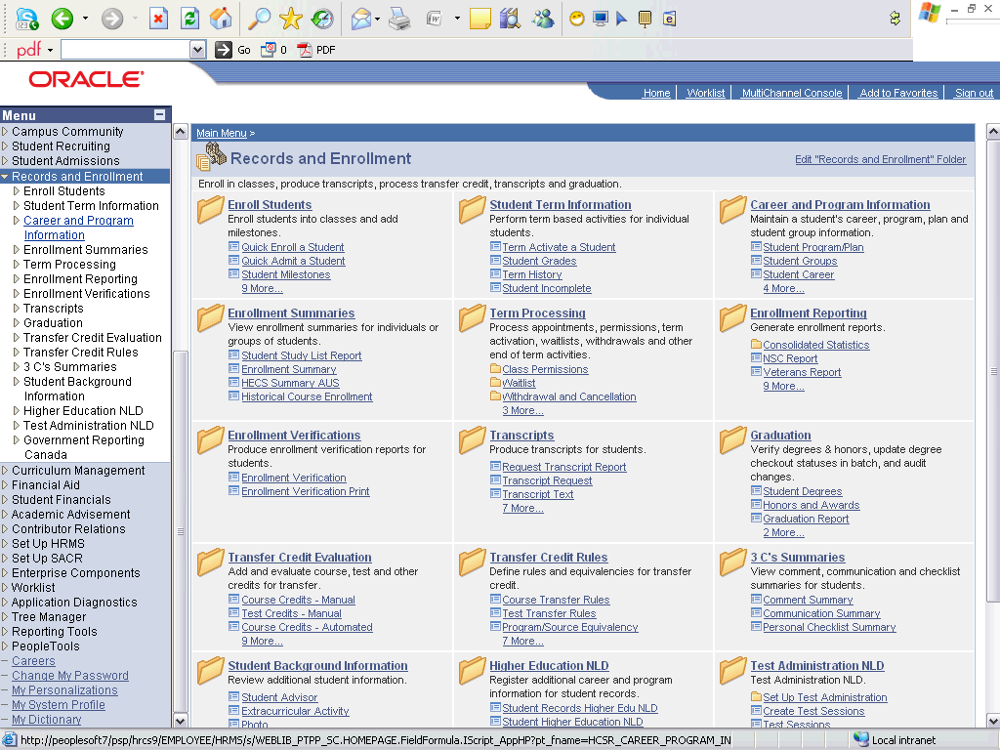 pdf
Go
0
PDF
ORACLE
Home
Worklist
MultiChannel Console
Add to Favorites
Sign out
Menu
Campus Community
Student Recruiting
Student Admissions
Records and Enrollment
Enroll Students
Student Term Information
Career and Program
Information
Enrollment Summaries
Term Processing
Enrollment Reporting
Enrollment Verifications
Transcripts
Graduation
Transfer Credit Evaluation
Transfer Credit Rules
3 C's Summaries
Student Background
Information
Higher Education NLD
Test Administration NLD
Government Reporting
Canada
Curriculum Management
Financial Aid
Student Financials
Academic Advisement
Contributor Relations
Set Up HRMS
Set Up SACR
Enterprise Components
Worklist
Application Diagnostics
Tree Manager
Reporting Tools
PeopleTools
Careers
Change My Password
My Personalizations
My System Profile
My Dictionary
Main Menu >
Records and Enrollment
Edit "Records and Enrollment" Folder
Enroll in classes, produce transcripts, process transfer credit, transcripts and graduation.
Enroll Students
Enroll students into classes and add
milestones.
Quick Enroll a Student
Quick Admit a Student
Student Milestones
9 More...
Student Term Information
Perform term based activities for individual
students.
Term Activate a Student
Student Grades
Term History
Student Incomplete
Career and Program Information
Maintain a student's career, program, plan and
student group information.
Student Program/Plan
Student Groups
Student Career
4 More...
Enrollment Summaries
View enrollment summaries for individuals or
groups of students.
Student Study List Report
Enrollment Summary
HECS Summary AUS
Historical Course Enrollment
Term Processing
Process appointments, permissions, term
activation, waitlists, withdrawals and other
end of term activities.
Class Permissions
Waitlist
Withdrawal and Cancellation
3 More...
Enrollment Reporting
Generate enrollment reports.
Consolidated Statistics
NSC Report
Veterans Report
9 More...
Enrollment Verifications
Produce enrollment verification reports for
students.
Enrollment Verification
Enrollment Verification Print
Transcripts
Produce transcripts for students.
Request Transcript Report
Transcript Request
Transcript Text
7 More...
Graduation
Verify degrees & honors, update degree
checkout statuses in batch, and audit
changes.
Student Degrees
Honors and Awards
Graduation Report
2 More...
Transfer Credit Evaluation
Add and evaluate course, test and other
credits for transfer.
Course Credits - Manual
Test Credits - Manual
Course Credits - Automated
9 More...
Transfer Credit Rules
Define rules and equivalencies for transfer
credit.
Course Transfer Rules
Test Transfer Rules
Program/Source Equivalency
7 More...
3 C's Summaries
View comment, communication and checklist
summaries for students.
Comment Summary
Communication Summary
Personal Checklist Summary
Student Background Information
Review additional student information.
Student Advisor
Extracurricular Activity
Photo
Higher Education NLD
Register additional career and program
information for student records.
Student Records Higher Edu NLD
Student Higher Education NLD
Test Administration NLD
Test Administration NLD.
Set Up Test Administration
Create Test Sessions
Test Sessions
http://peoplesoft7/psp/hrcs9/EMPLOYEE/HRMS/s/WEBLIB_PTPP_SC.HOMEPAGE.FieldFormula.IScript_AppHP?pt_fname=HCSR_CAREER_PROGRAM_IN
Local intranet